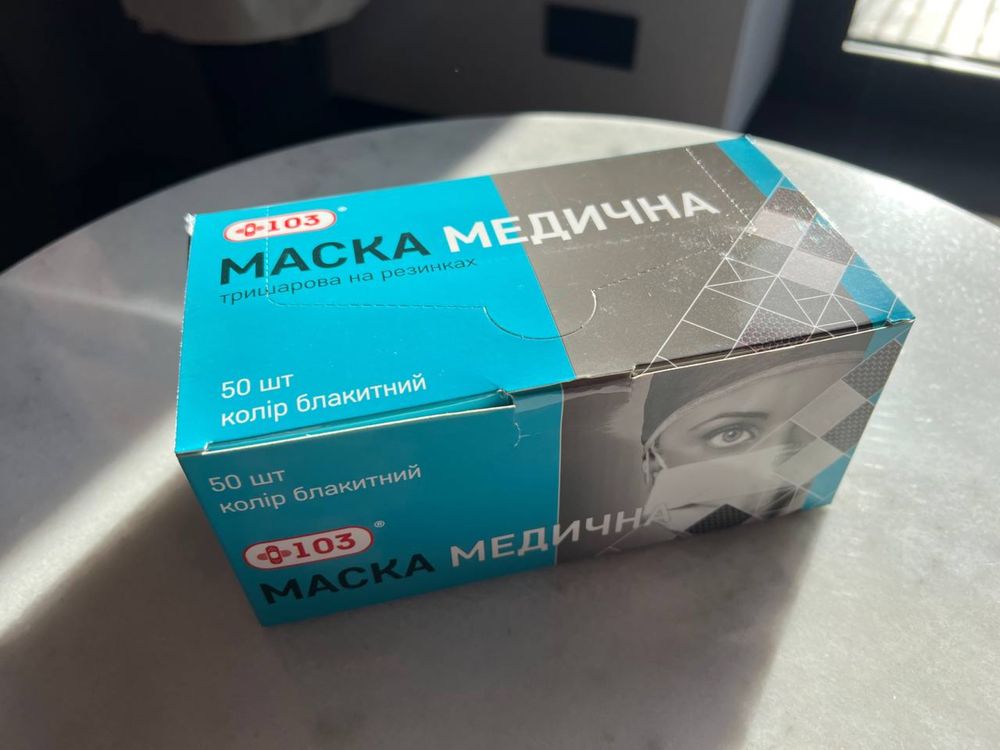 103®
МАСКА МЕДИЧНА
тришарова на резинках
50 шт
колір блакитний
50 шт
колір блакитний
103®
МАСКА МЕДИЧНА